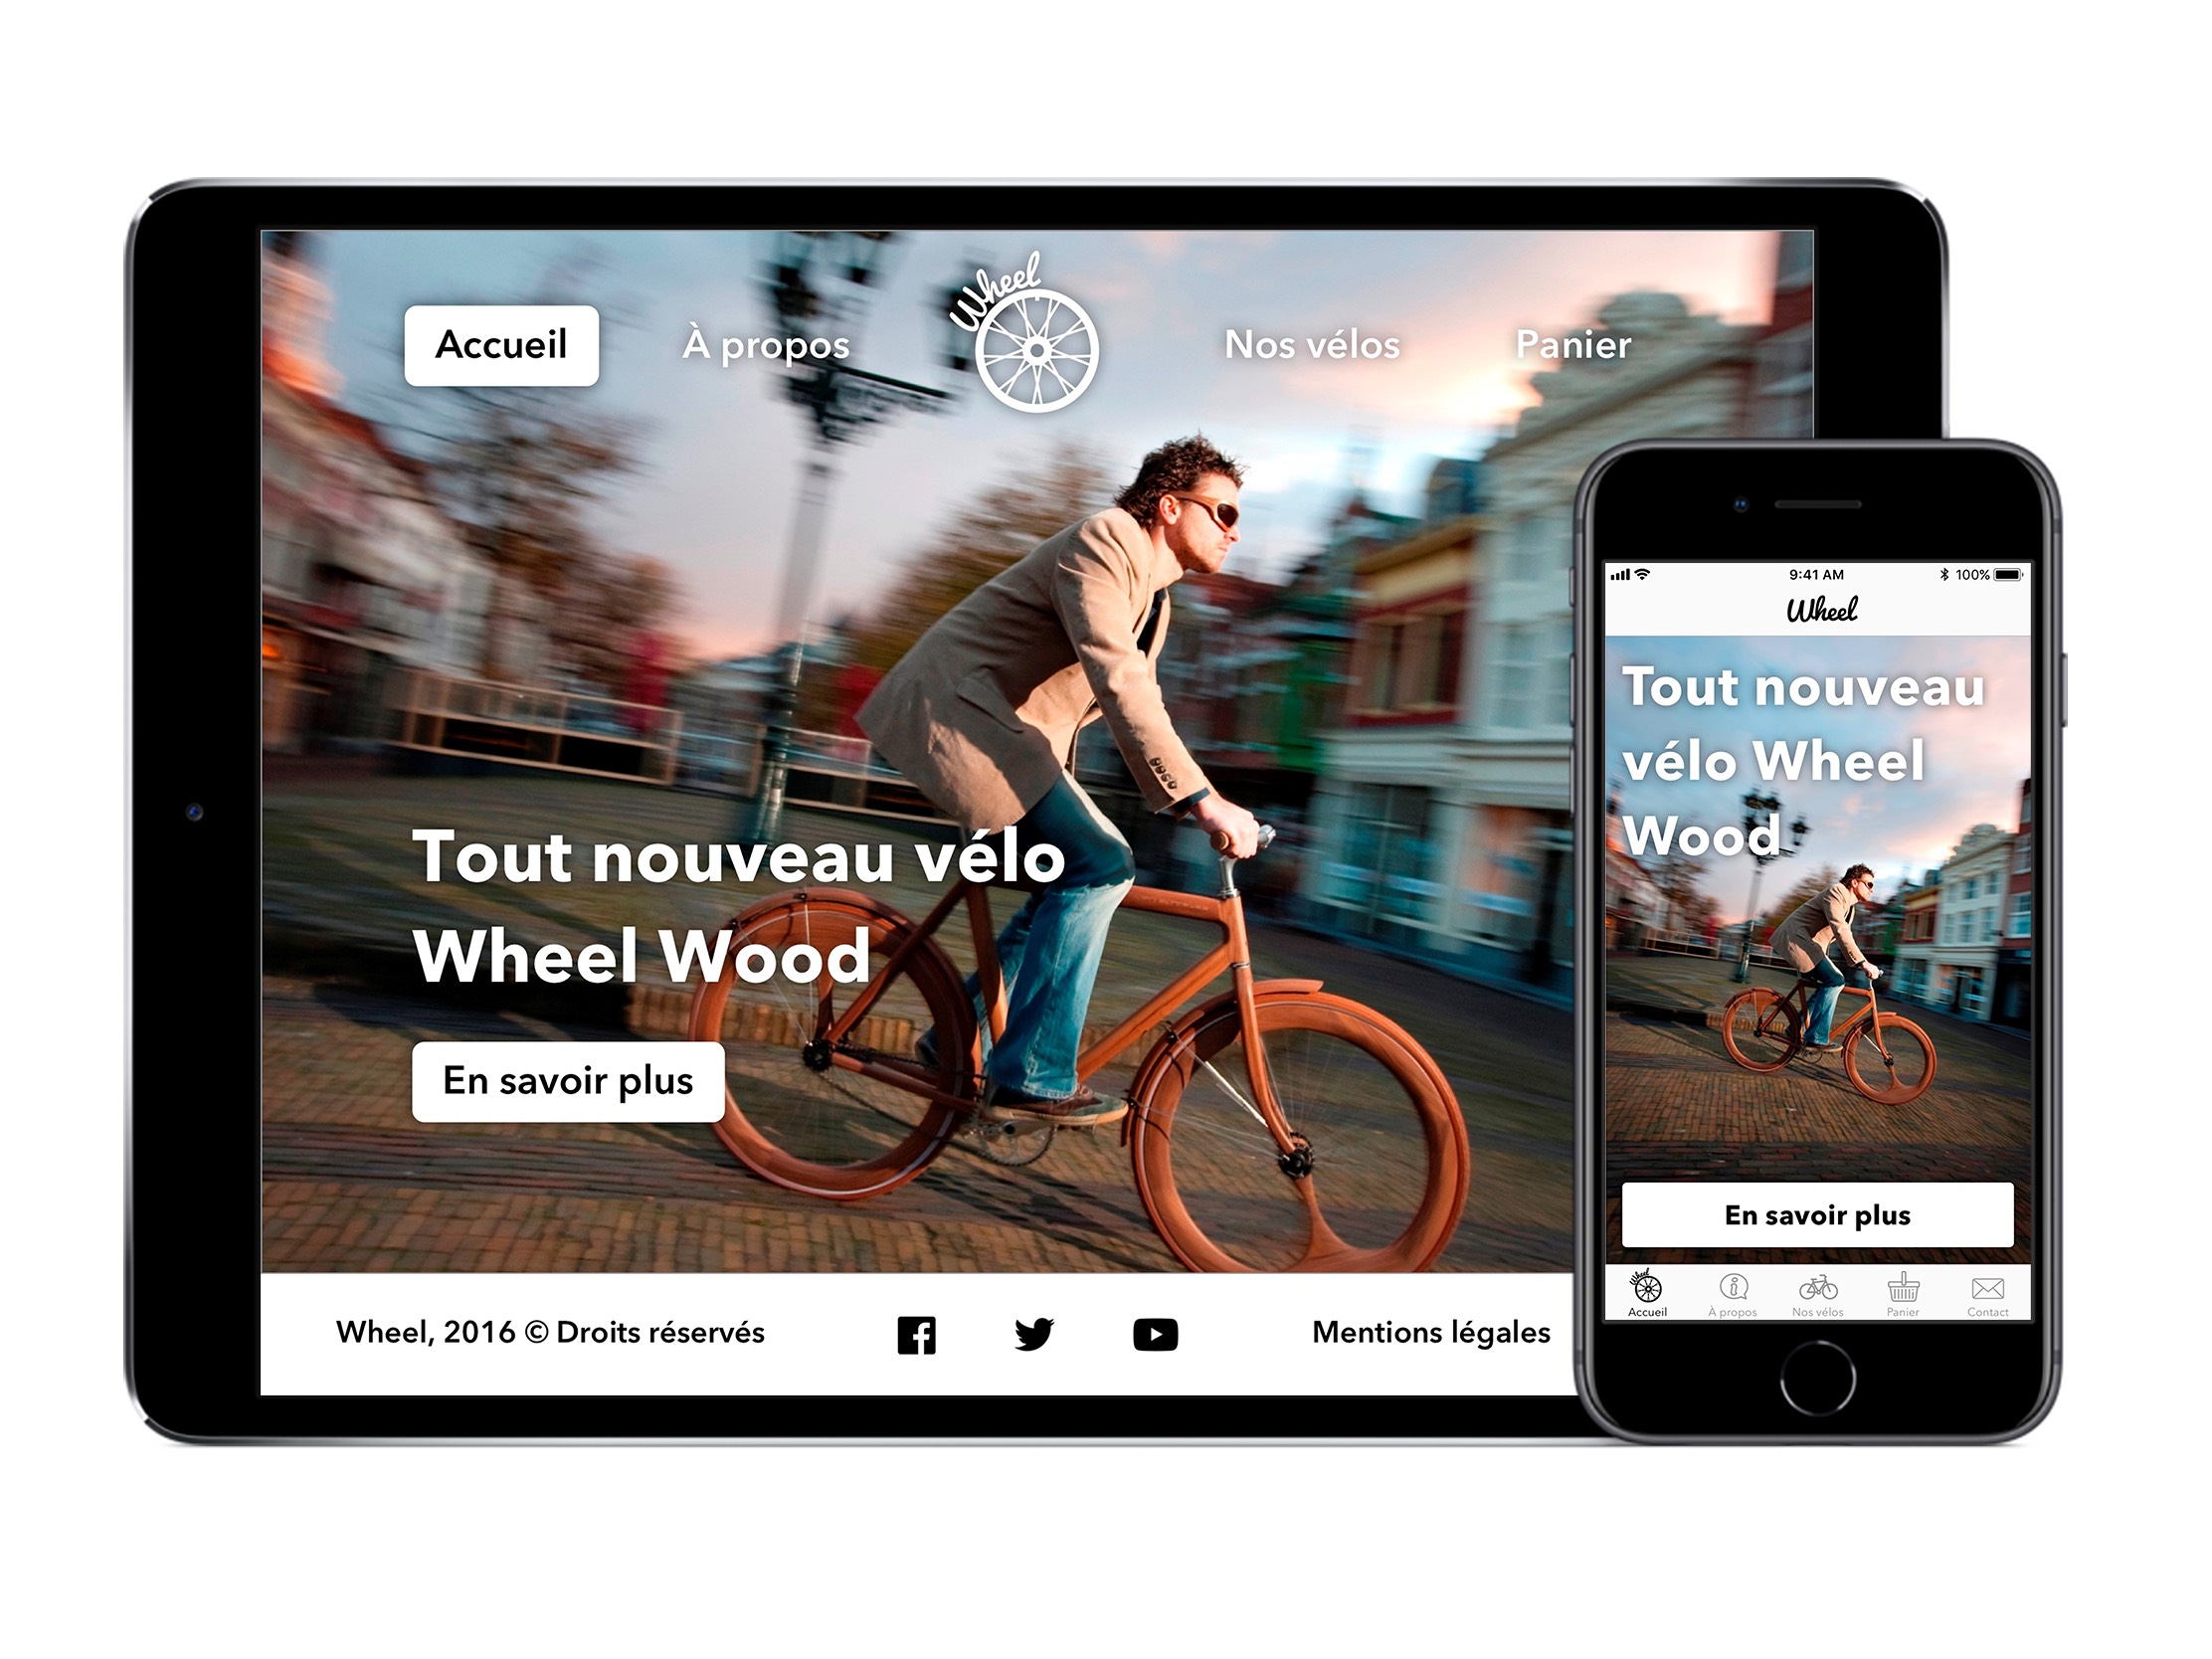 Accueil
À propos
Wheel
Nos vélos
Panier
Tout nouveau vélo
Wheel Wood
En savoir plus
Wheel, 2016 © Droits réservés
Mentions légales
9:41 AM
100%
Wheel
Tout nouveau
vélo Wheel
Wood
En savoir plus
Wheel
Accueil
À propos
Nos vélos
Panier
Contact